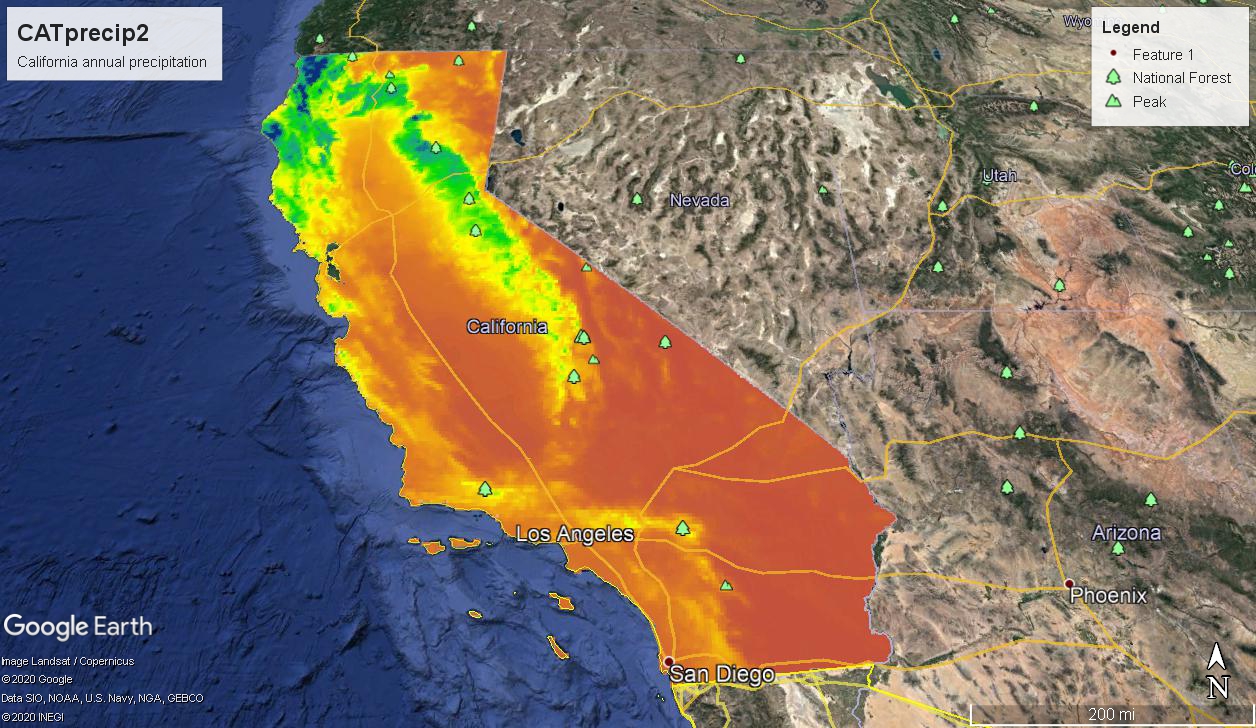 CATprecip2
California annual precipitation
Legend
Feature 1
National Forest
Peak
Wyo
Utah
Col
Nevada
California
Los Angeles
Arizona
Phoenix
San Diego
Google Earth
Image Landsat / Copernicus
©2020 Google
Data SIO, NOAA, U.S. Navy, NGA, GEBCO
©2020 INEGI
N
200 mi